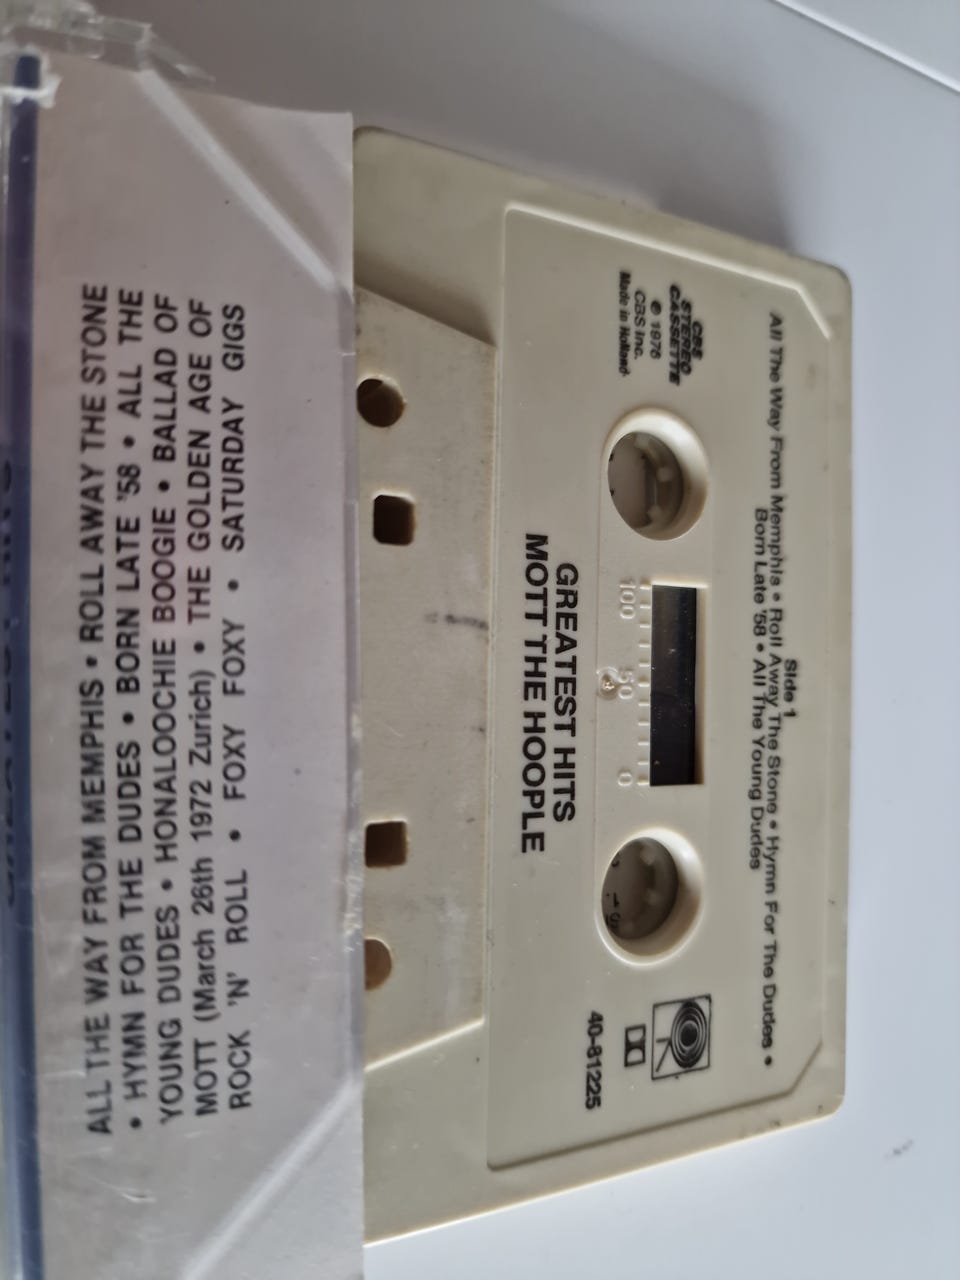 ALL THE WAY FROM MEMPHIS • ROLL AWAY THE STONE
• HYMN FOR THE DUDES • BORN LATE '58 • ALL THE
YOUNG DUDES • HONALOOCHIE BOOGIE • BALLAD OF
MOTT (March 26th 1972 Zurich) • THE GOLDEN AGE OF
ROCK 'N' ROLL • FOXY FOXY • SATURDAY GIGS
Side 1
All The Way From Memphis • Roll Away The Stone • Hymn For The Dudes •
Born Late '58 • All The Young Dudes
CBS
STEREO
CASSETTE
℗ 1976
CBS Inc.
Made in Holland
100 50 0
40-81225
GREATEST HITS
MOTT THE HOOPLE